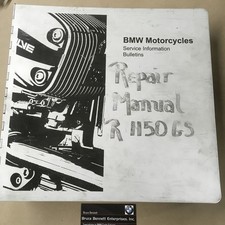 BMW Motorcycles
Service Information
Bulletins
Repair
Manual
R 1150 GS
Bruce Bennett Enterprises, Inc.